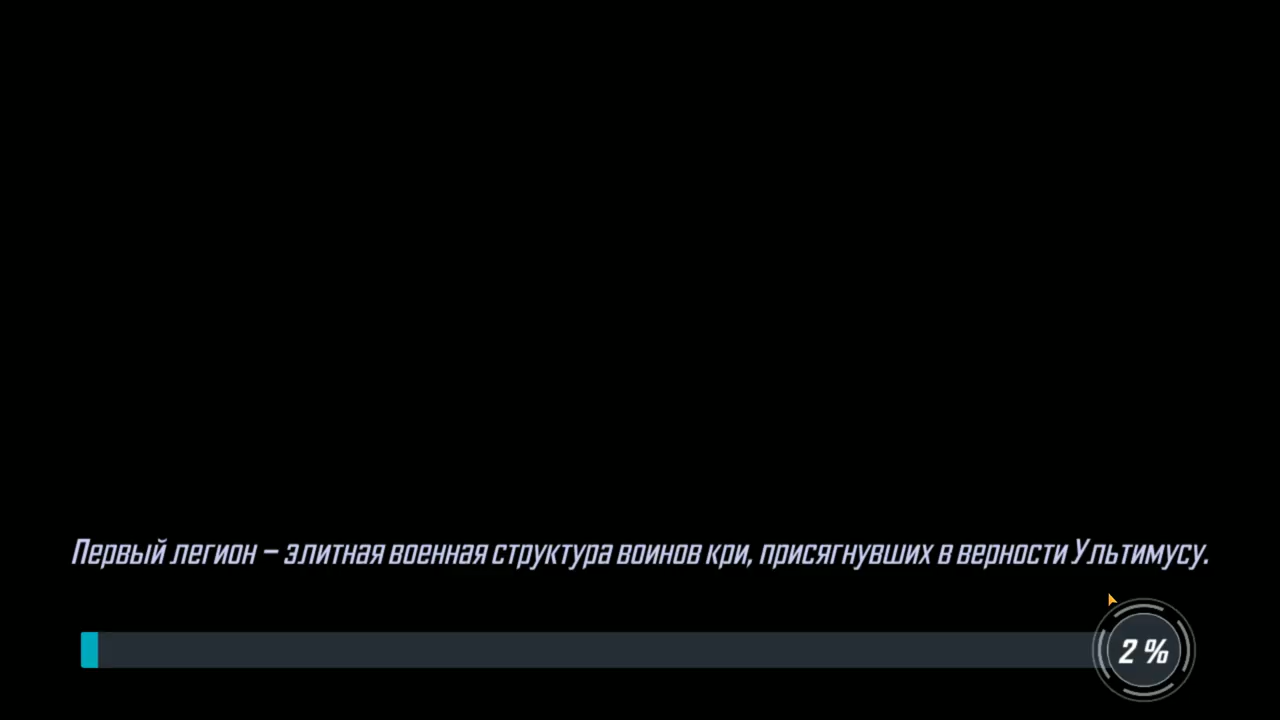 Первый легион – элитная военная структура воинов кри, присягнувших в верности Ультимусу.
2 %